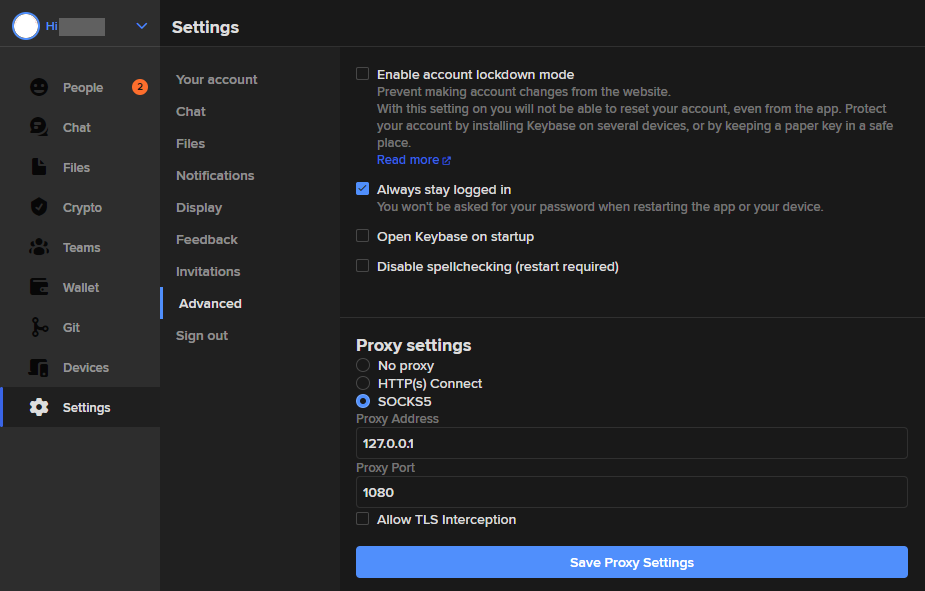 Hi
People
2
Chat
Files
Crypto
Teams
Wallet
Git
Devices
Settings
Settings
Your account
Chat
Files
Notifications
Display
Feedback
Invitations
Advanced
Sign out
Enable account lockdown mode
Prevent making account changes from the website.
With this setting on you will not be able to reset your account, even from the app. Protect
your account by installing Keybase on several devices, or by keeping a paper key in a safe
place.
Read more
Always stay logged in
You won't be asked for your password when restarting the app or your device.
Open Keybase on startup
Disable spellchecking (restart required)
Proxy settings
No proxy
HTTP(s) Connect
SOCKS5
Proxy Address
127.0.0.1
Proxy Port
1080
Allow TLS Interception
Save Proxy Settings